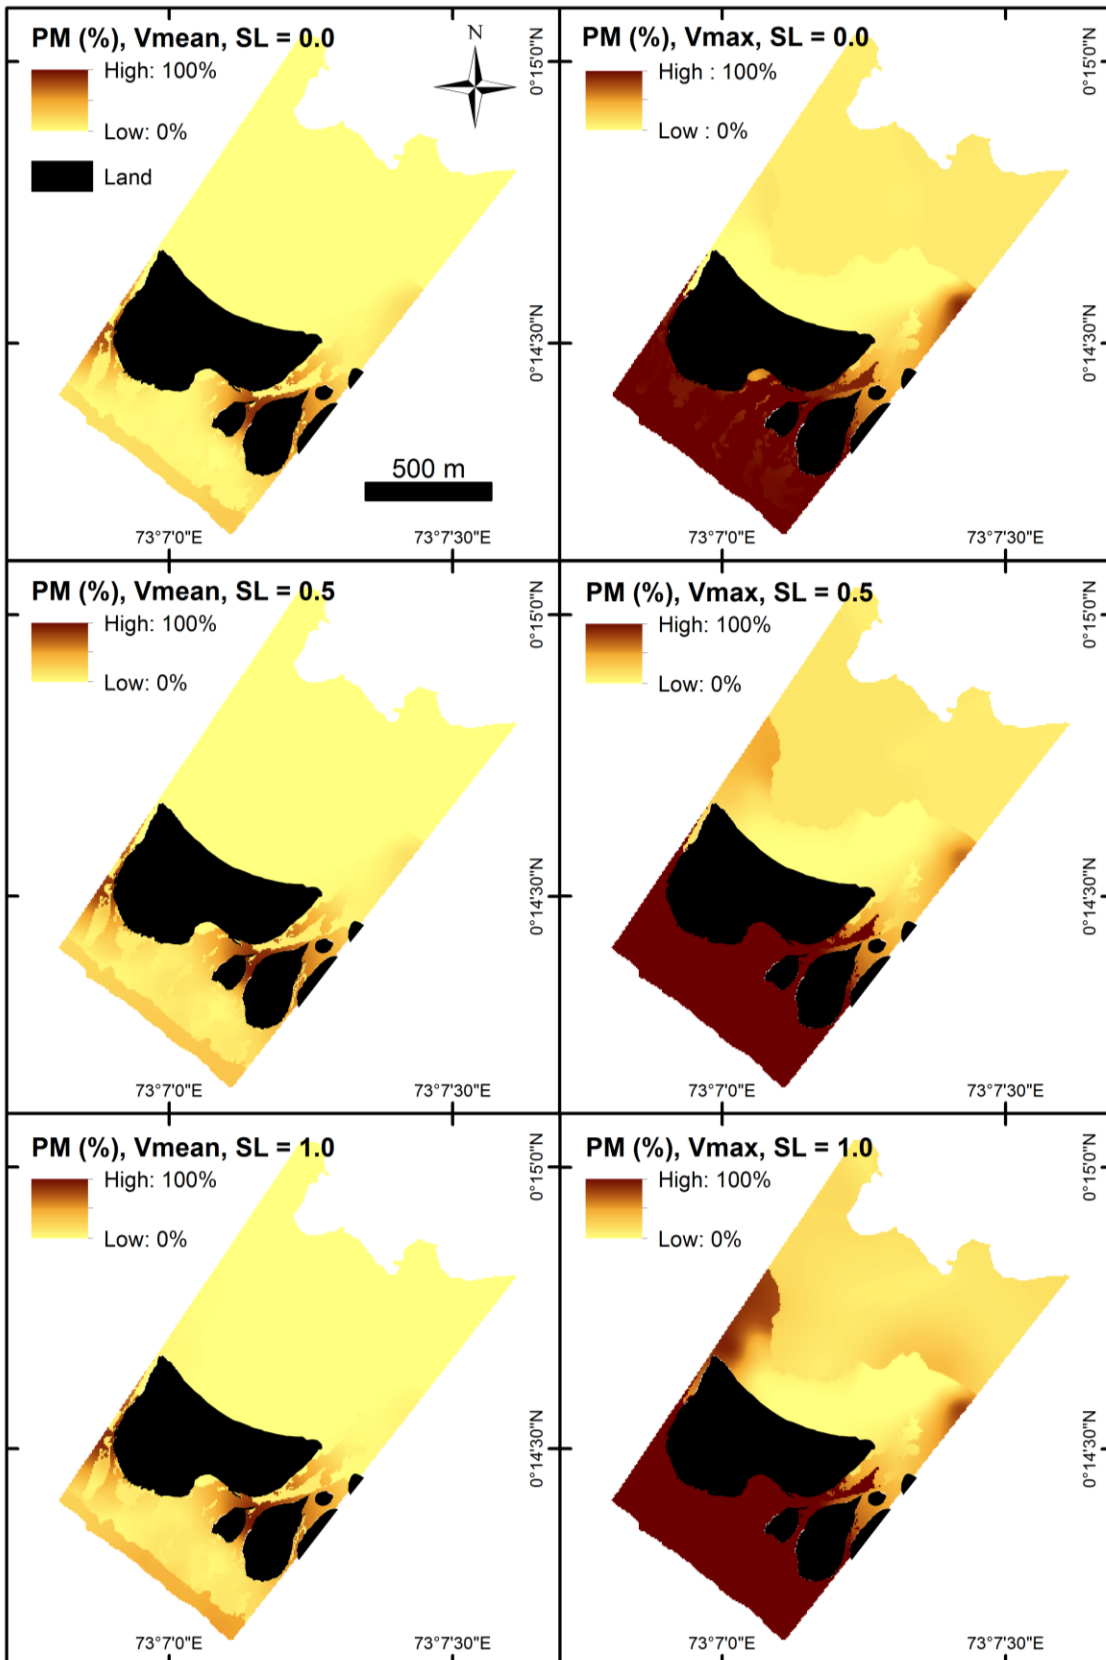 PM (%), Vmean, SL = 0.0
High: 100%
Low: 0%
Land
N
0°15'0"N
0°14'30"N
500 m
73°7'0"E
73°7'30"E
PM (%), Vmax, SL = 0.0
High : 100%
Low : 0%
0°15'0"N
0°14'30"N
73°7'0"E
73°7'30"E
PM (%), Vmean, SL = 0.5
High: 100%
Low: 0%
0°15'0"N
0°14'30"N
73°7'0"E
73°7'30"E
PM (%), Vmax, SL = 0.5
High: 100%
Low: 0%
0°15'0"N
0°14'30"N
73°7'0"E
73°7'30"E
PM (%), Vmean, SL = 1.0
High: 100%
Low: 0%
0°15'0"N
0°14'30"N
73°7'0"E
73°7'30"E
PM (%), Vmax, SL = 1.0
High: 100%
Low: 0%
0°15'0"N
0°14'30"N
73°7'0"E
73°7'30"E